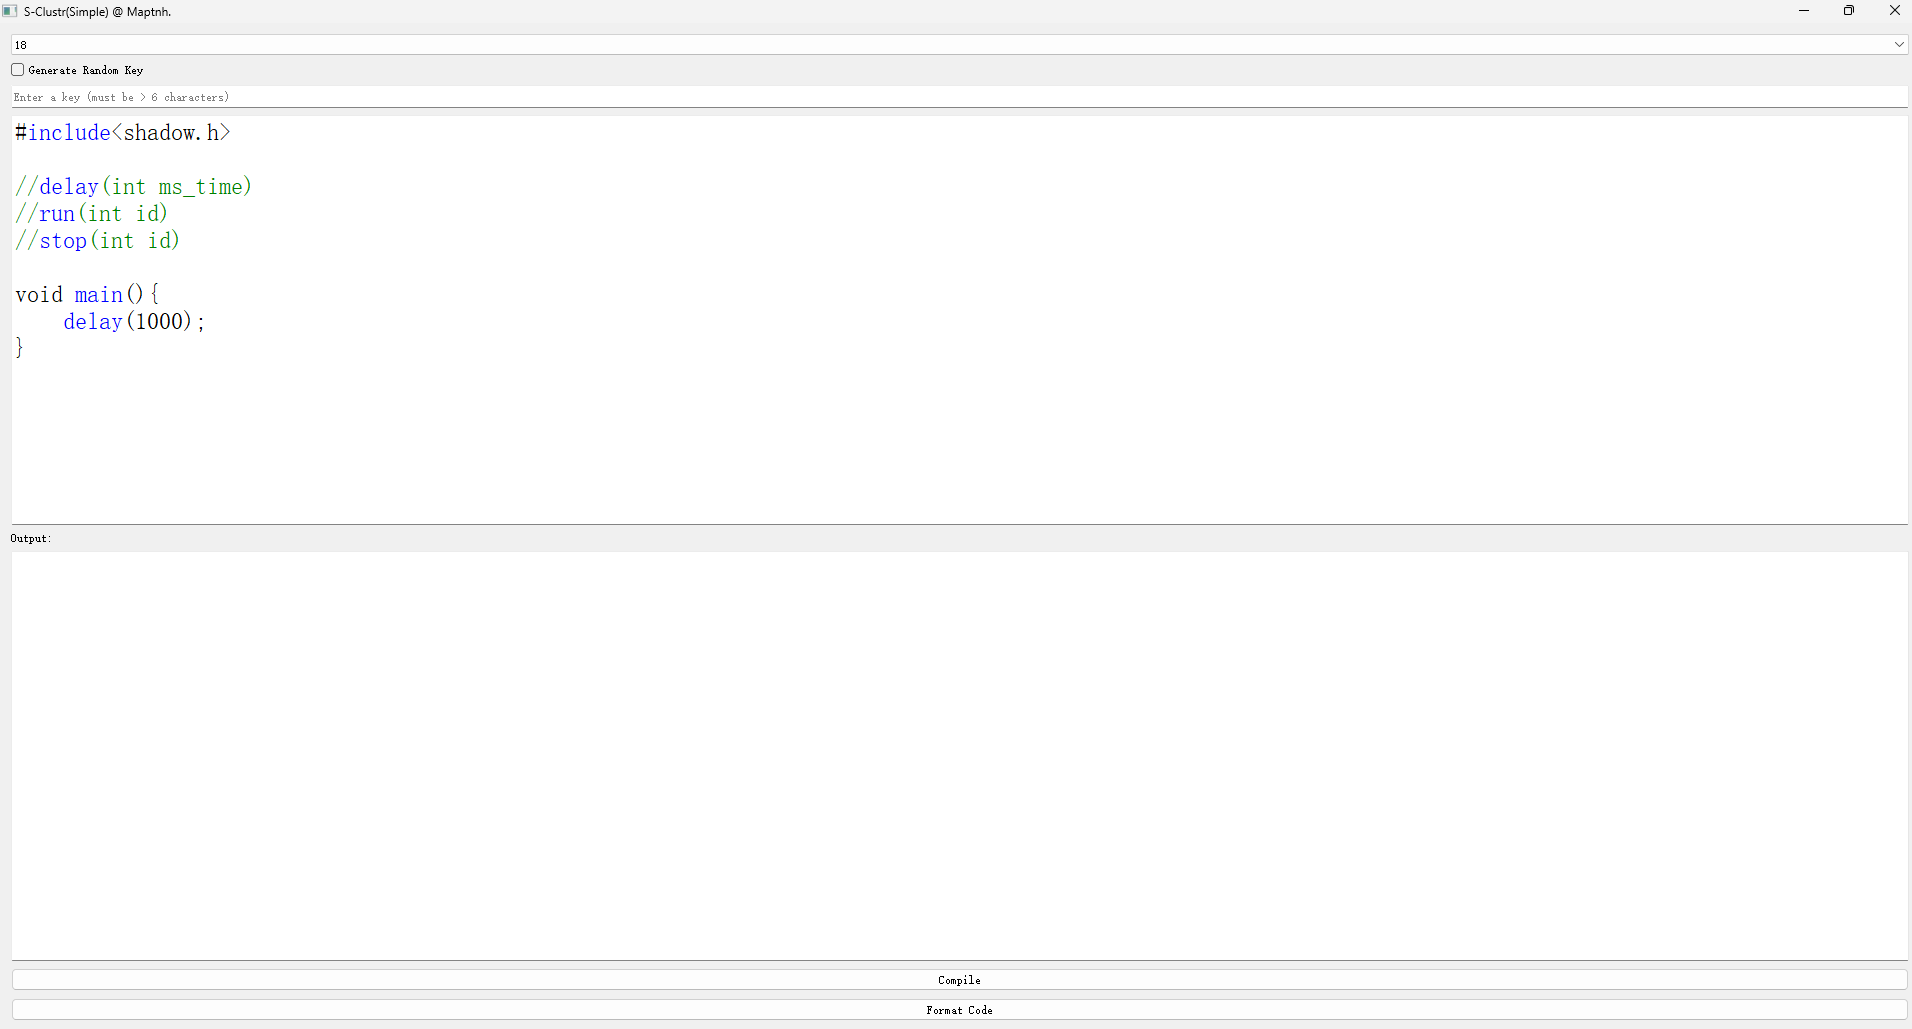 S-Clustr(Simple) @ Maptnh.
18
Generate Random Key
Enter a key (must be > 6 characters)
#include<shadow.h>
//delay(int ms_time)
//run(int id)
//stop(int id)
void main(){
    delay(1000);
}
Output:
Compile
Format Code